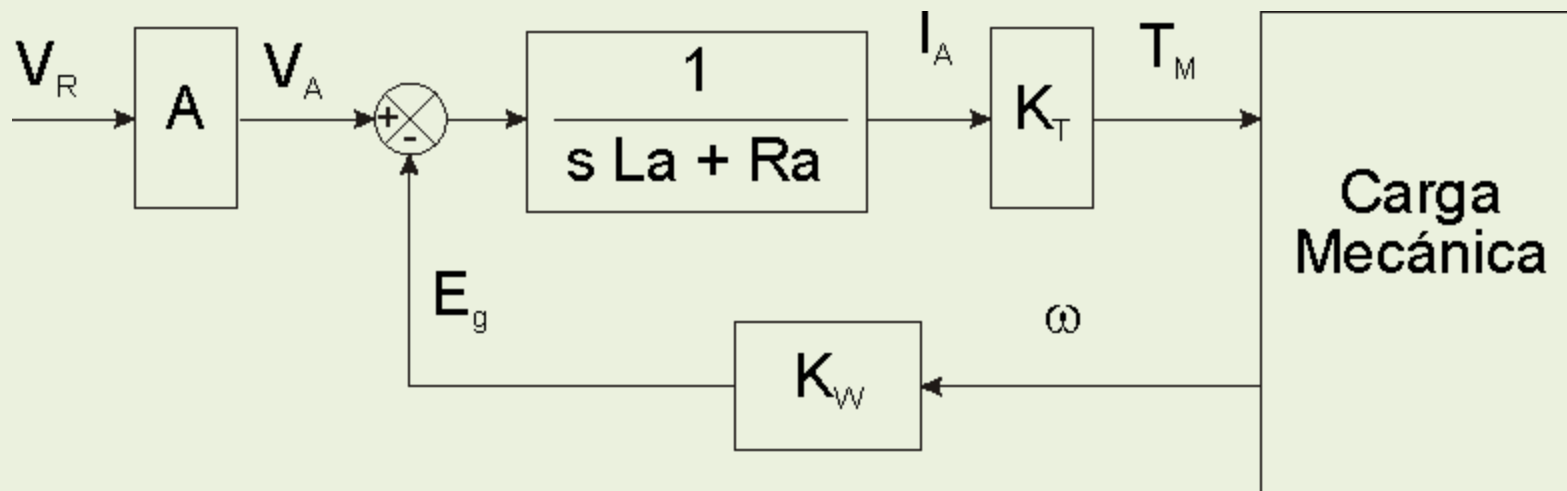 V_R
A
V_A
+
-
1
s La + Ra
I_A
K_T
T_M
Carga
Mecánica
E_g
K_W
ω